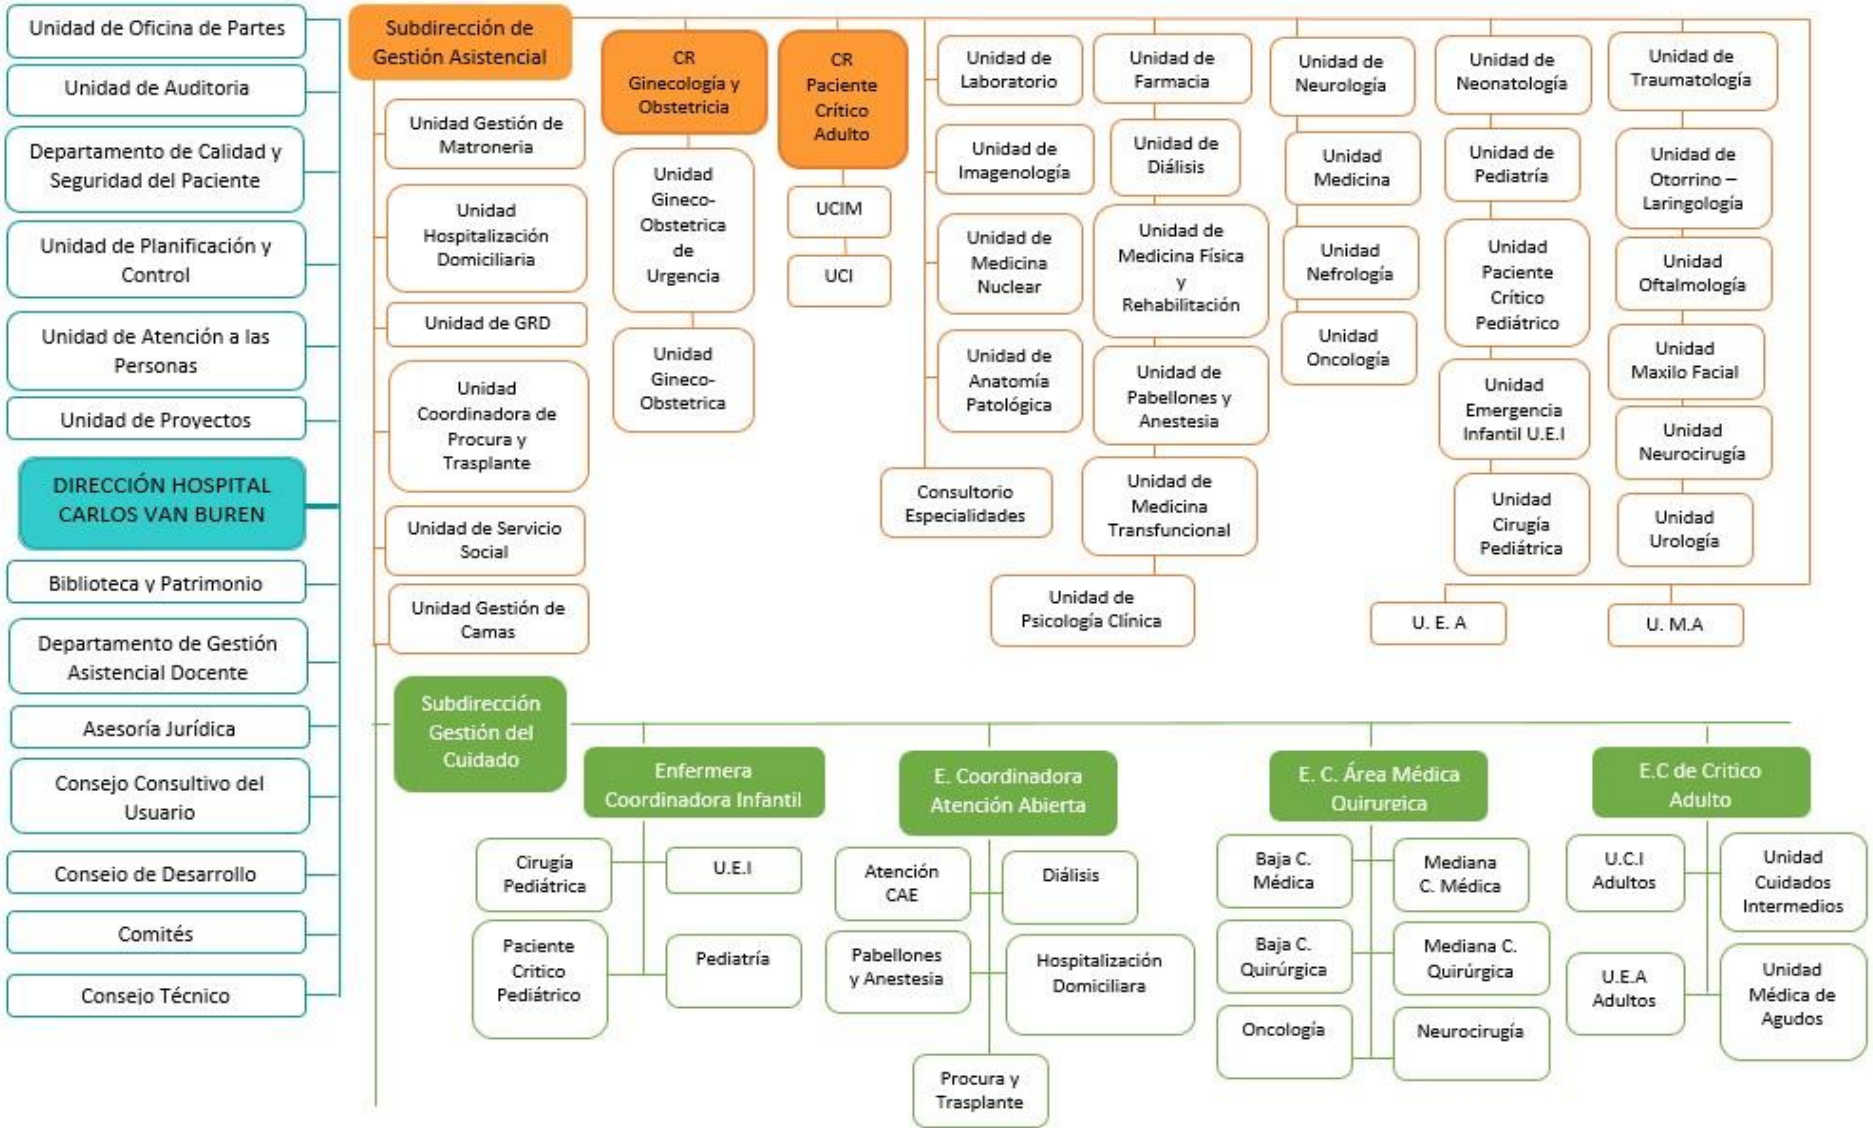 Unidad de Oficina de Partes
Unidad de Auditoria
Departamento de Calidad y
Seguridad del Paciente
Unidad de Planificación y
Control
Unidad de Atención a las
Personas
Unidad de Proyectos
DIRECCIÓN HOSPITAL
CARLOS VAN BUREN
Biblioteca y Patrimonio
Departamento de Gestión
Asistencial Docente
Asesoría Jurídica
Consejo Consultivo del
Usuario
Conseio de Desarrollo
Comités
Consejo Técnico
Subdirección de
Gestión Asistencial
Unidad Gestión de
Matroneria
Unidad
Hospitalización
Domiciliaria
Unidad de GRD
Unidad
Coordinadora de
Procura y
Trasplante
Unidad de Servicio
Social
Unidad Gestión de
Camas
CR
Ginecología y
Obstetricia
Unidad
Gineco-
Obstetrica
de
Urgencia
Unidad
Gineco-
Obstetrica
CR
Paciente
Crítico
Adulto
UCIM
UCI
Unidad de
Laboratorio
Unidad de
Imagenología
Unidad de
Medicina
Nuclear
Unidad de
Anatomía
Patológica
Consultorio
Especialidades
Unidad de
Farmacia
Unidad de
Diálisis
Unidad de
Medicina Física
y
Rehabilitación
Unidad de
Pabellones y
Anestesia
Unidad de
Medicina
Transfuncional
Unidad de
Psicología Clínica
Unidad de
Neurología
Unidad
Medicina
Unidad
Nefrología
Unidad
Oncología
Unidad de
Neonatología
Unidad de
Pediatría
Unidad
Paciente
Crítico
Pediátrico
Unidad
Emergencia
Infantil U.E.I
Unidad
Cirugía
Pediátrica
Unidad de
Traumatología
Unidad de
Otorrino –
Laringología
Unidad
Oftalmología
Unidad
Maxilo Facial
Unidad
Neurocirugía
Unidad
Urología
U. E. A
U. M.A
Subdirección
Gestión del
Cuidado
Enfermera
Coordinadora Infantil
Cirugía
Pediátrica
U.E.I
Paciente
Critico
Pediátrico
Pediatría
E. Coordinadora
Atención Abierta
Atención
CAE
Diálisis
Pabellones
y Anestesia
Hospitalización
Domiciliara
Procura y
Trasplante
E. C. Área Médica
Quirurgica
Baja C.
Médica
Mediana
C. Médica
Baja C.
Quirúrgica
Mediana C.
Quirúrgica
Oncología
Neurocirugía
E.C de Critico
Adulto
U.C.I
Adultos
Unidad
Cuidados
Intermedios
U.E.A
Adultos
Unidad
Médica de
Agudos